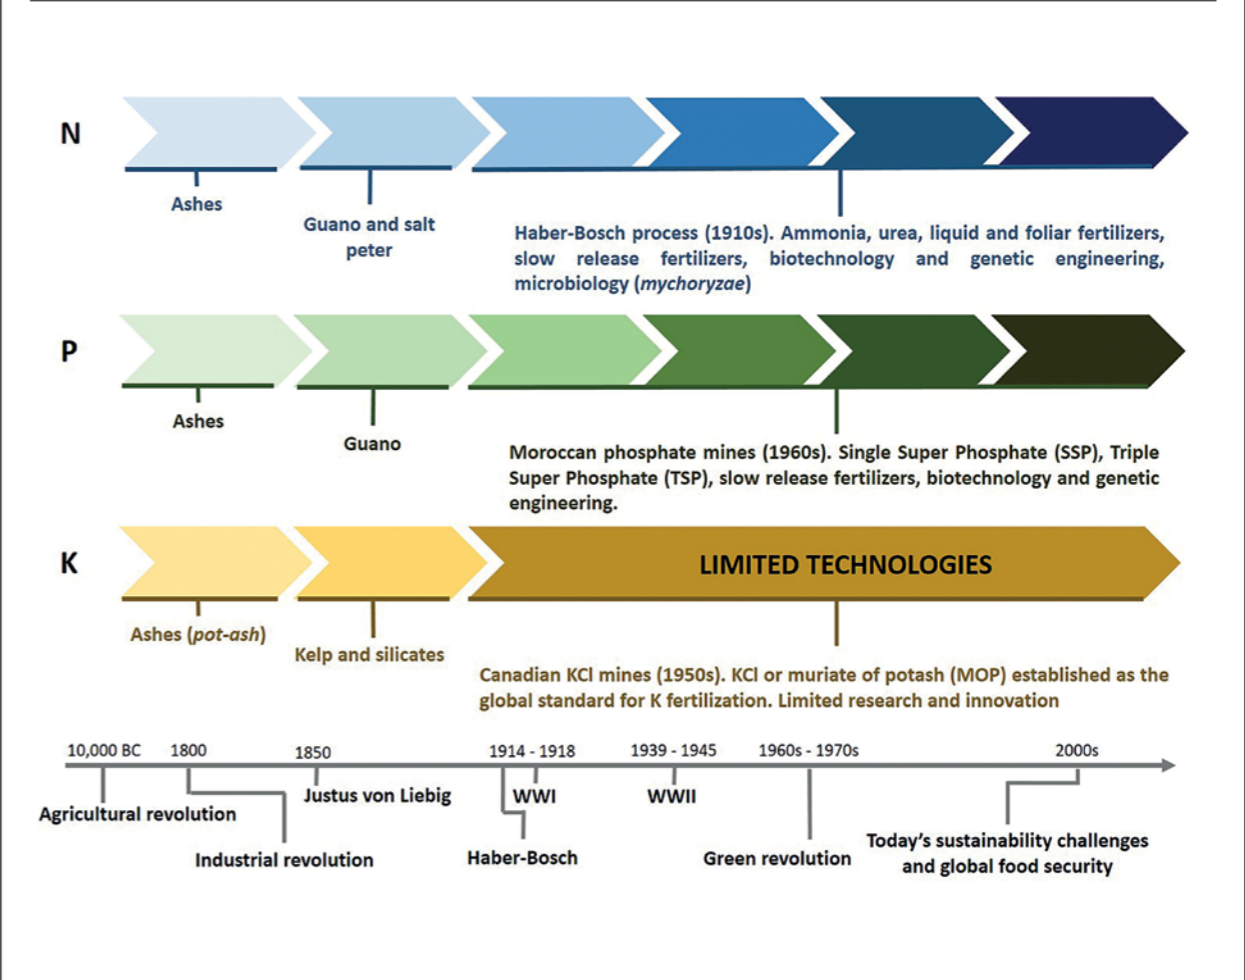 N
Ashes
Guano and salt
peter
Haber-Bosch process (1910s). Ammonia, urea, liquid and foliar fertilizers,
slow release fertilizers, biotechnology and genetic engineering,
microbiology (mychoryzae)
P
Ashes
Guano
Moroccan phosphate mines (1960s). Single Super Phosphate (SSP), Triple
Super Phosphate (TSP), slow release fertilizers, biotechnology and genetic
engineering.
K
LIMITED TECHNOLOGIES
Ashes (pot-ash)
Kelp and silicates
Canadian KCl mines (1950s). KCl or muriate of potash (MOP) established as the
global standard for K fertilization. Limited research and innovation
10,000 BC 1800 1850 1914 - 1918 1939 - 1945 1960s - 1970s 2000s
Agricultural revolution
Justus von Liebig
WWI
WWII
Industrial revolution
Haber-Bosch
Green revolution
Today's sustainability challenges
and global food security